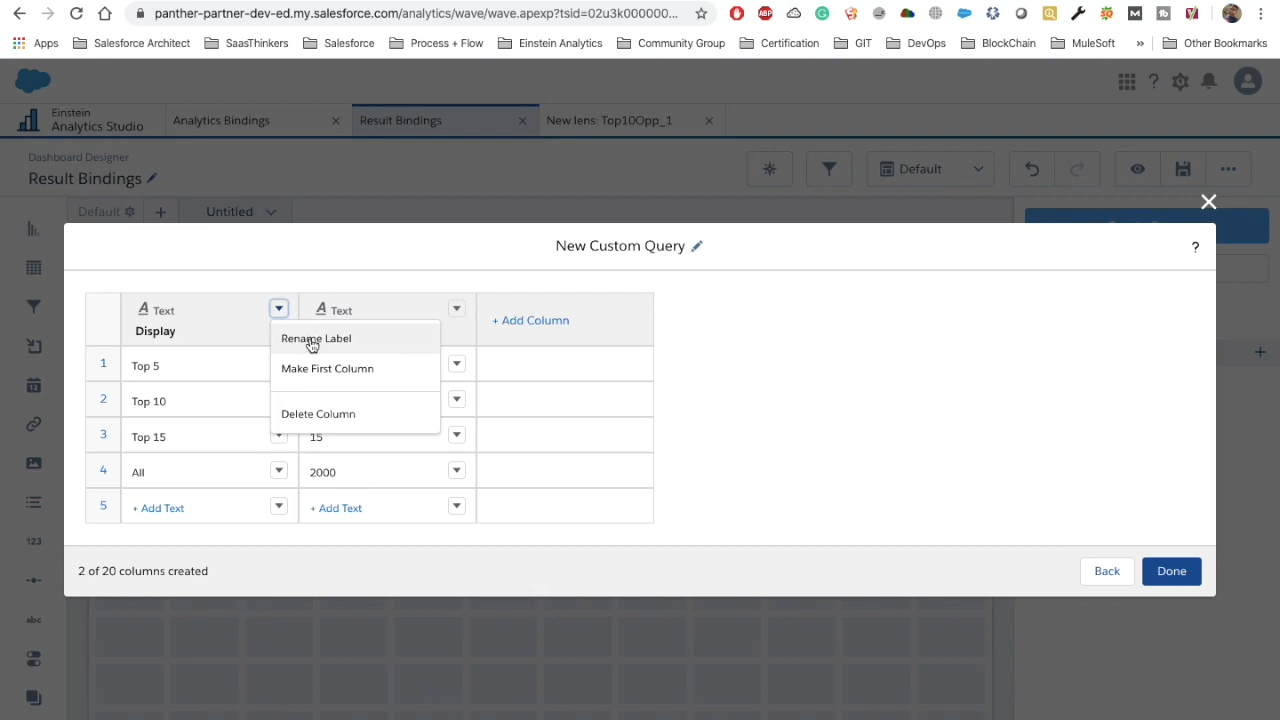 panther-partner-dev-ed.my.salesforce.com/analytics/wave/wave.apexp?tsid=02u3k000000...
Apps
Salesforce Architect
SaasThinkers
Salesforce
Process + Flow
Einstein Analytics
Community Group
Certification
GIT
DevOps
BlockChain
MuleSoft
»
Other Bookmarks
Einstein
Analytics Studio
Analytics Bindings
Result Bindings
New lens: Top10Opp_1
Dashboard Designer
Result Bindings
Default
Default
Untitled
New Custom Query
?
A Text
Display
A Text
+ Add Column
Rename Label
Make First Column
Delete Column
1 Top 5
2 Top 10
3 Top 15 15
4 All 2000
5 + Add Text + Add Text
2 of 20 columns created
Back
Done
123
abc